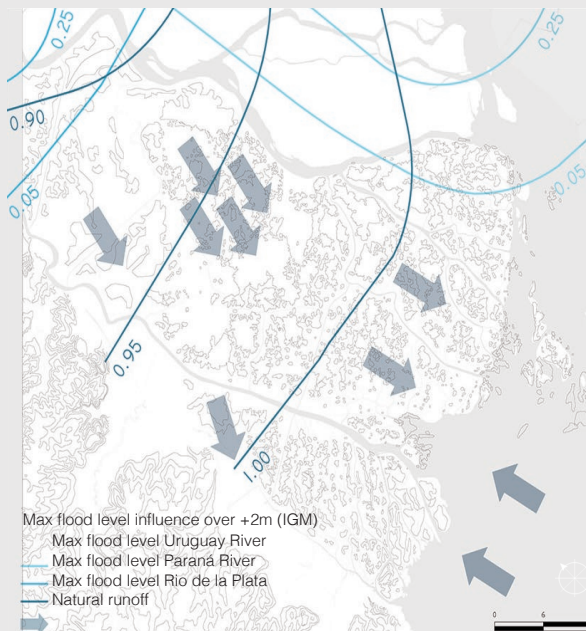 0.25
0.25
0.90
0.05
0.05
0.95
1.00
Max flood level influence over +2m (IGM)
Max flood level Uruguay River
Max flood level Paraná River
Max flood level Rio de la Plata
Natural runoff
0 6